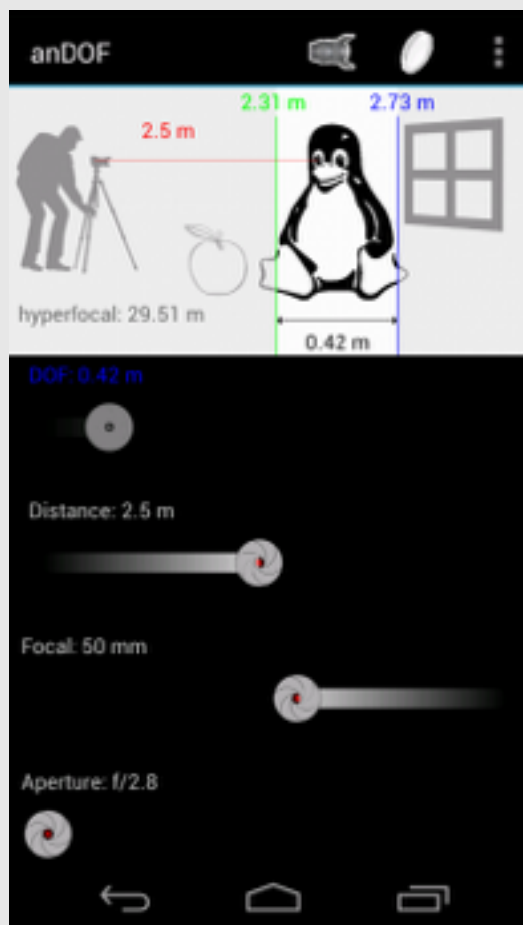 anDOF
2.31 m 2.73 m
2.5 m
hyperfocal: 29.51 m
0.42 m
DOF: 0.42 m
Distance: 2.5 m
Focal: 50 mm
Aperture: f/2.8